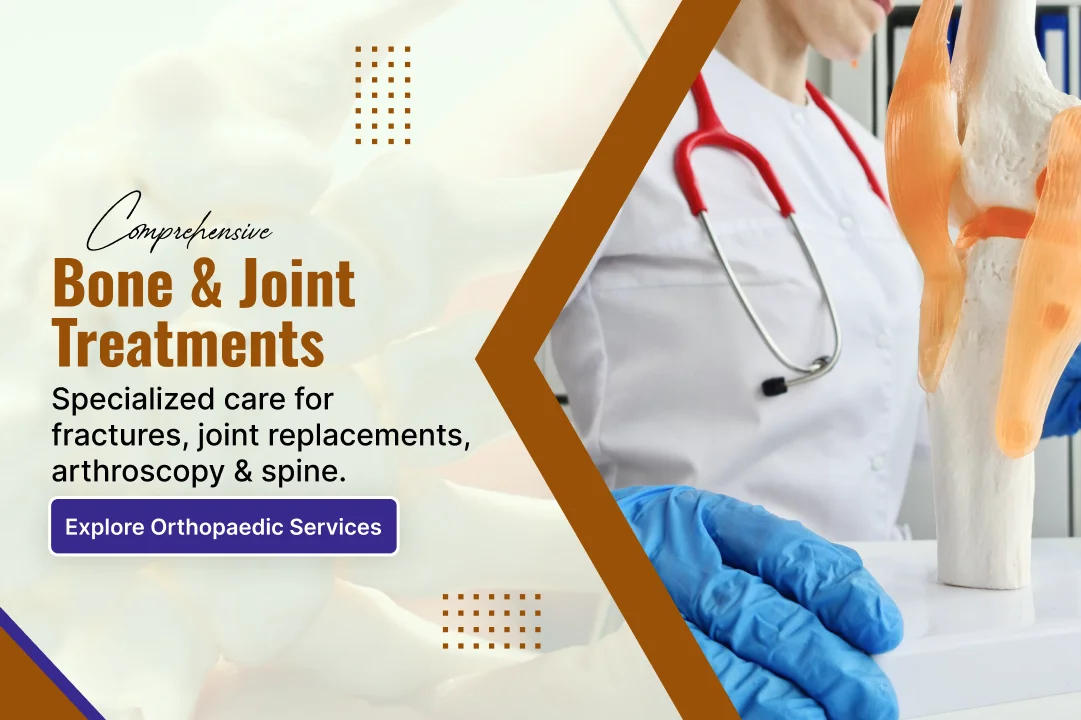 Comprehensive
Bone & Joint
Treatments
Specialized care for
fractures, joint replacements,
arthroscopy & spine.
Explore Orthopaedic Services